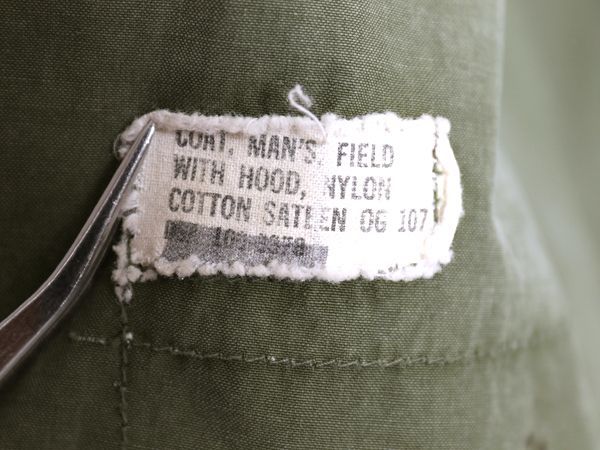 COAT, MAN'S, FIELD
WITH HOOD, NYLON
COTTON SATEEN OG 107